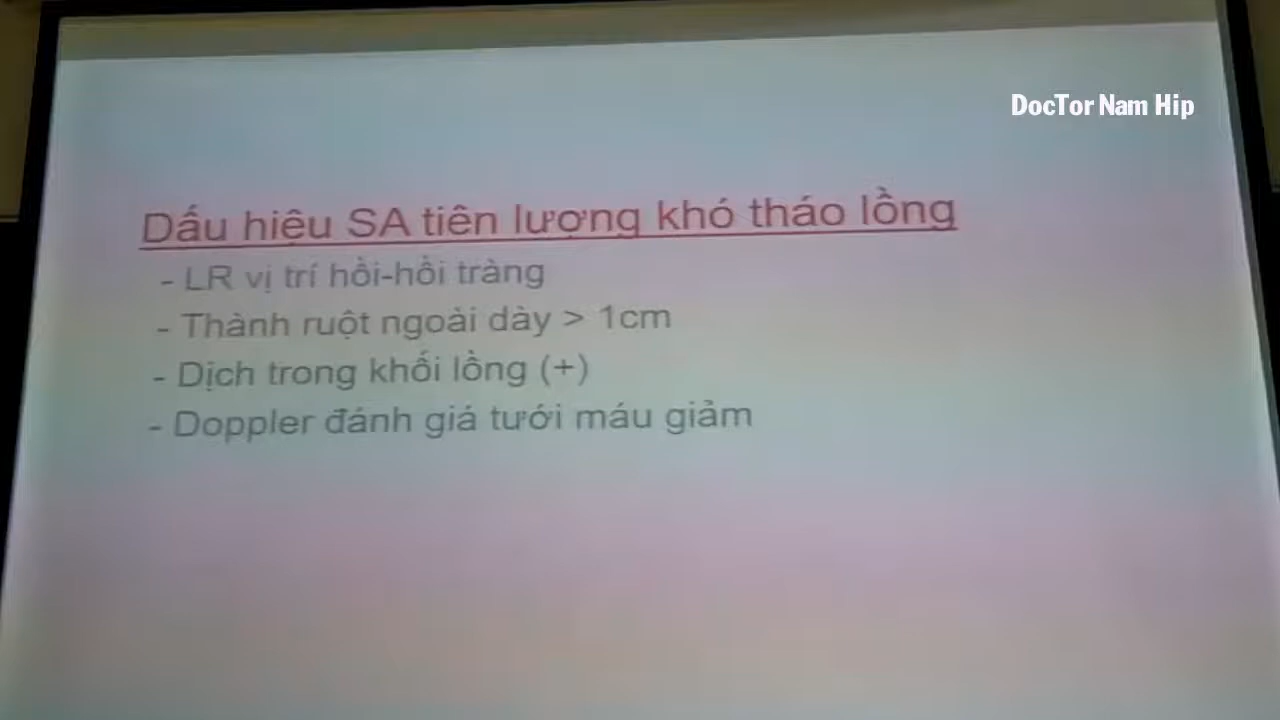 DocTor Nam Hip
Dấu hiệu SA tiên lượng khó tháo lồng
- LR vị trí hồi-hồi tràng
- Thành ruột ngoài dày > 1cm
- Dịch trong khối lồng (+)
- Doppler đánh giá tưới máu giảm